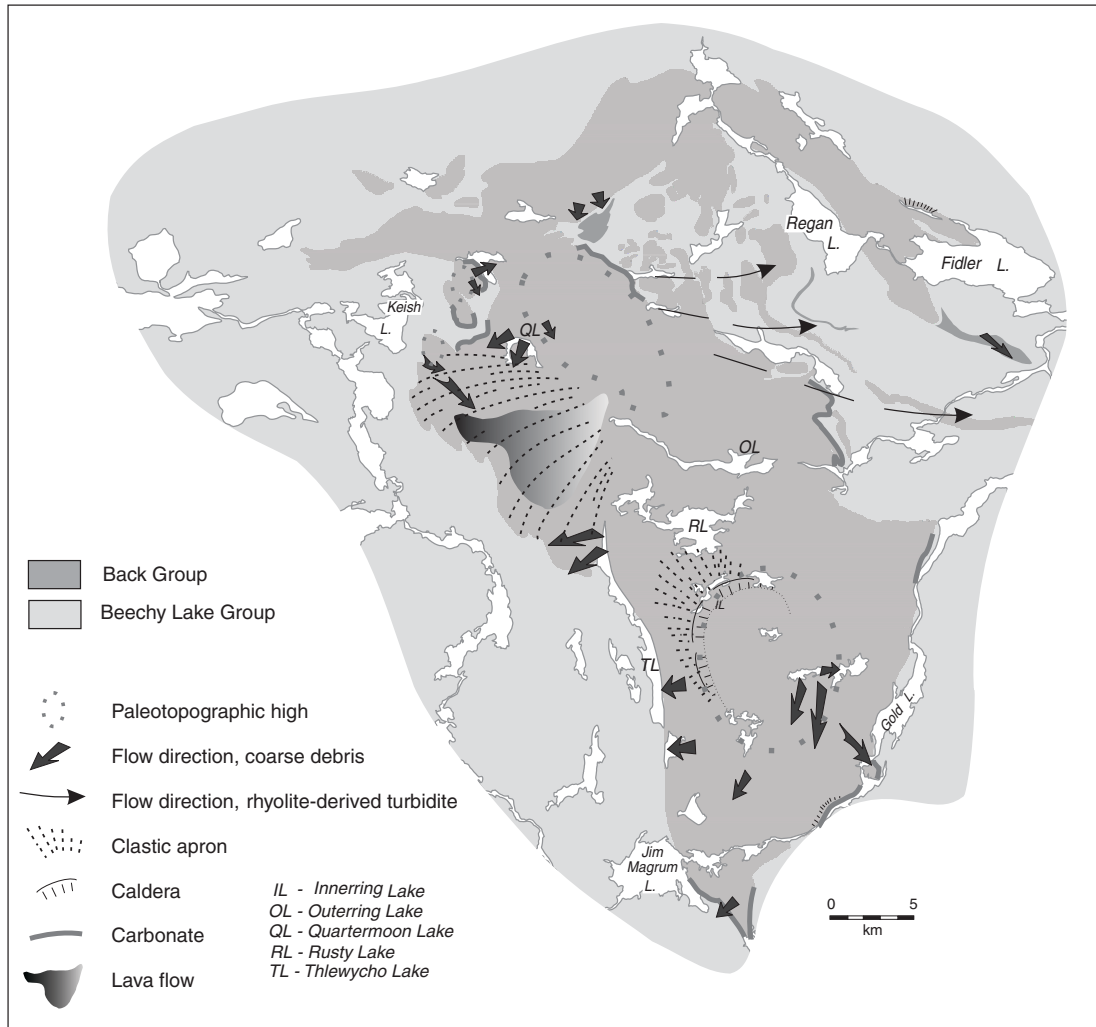 Regan
L.
Fidler L.
Keish
L.
QL
OL
RL
IL
TL
Gold L.
Jim
Magrum
L.
Back Group
Beechy Lake Group
Paleotopographic high
Flow direction, coarse debris
Flow direction, rhyolite-derived turbidite
Clastic apron
Caldera
Carbonate
Lava flow
IL - Innerring Lake
OL - Outerring Lake
QL - Quartermoon Lake
RL - Rusty Lake
TL - Thlewycho Lake
0 5
km